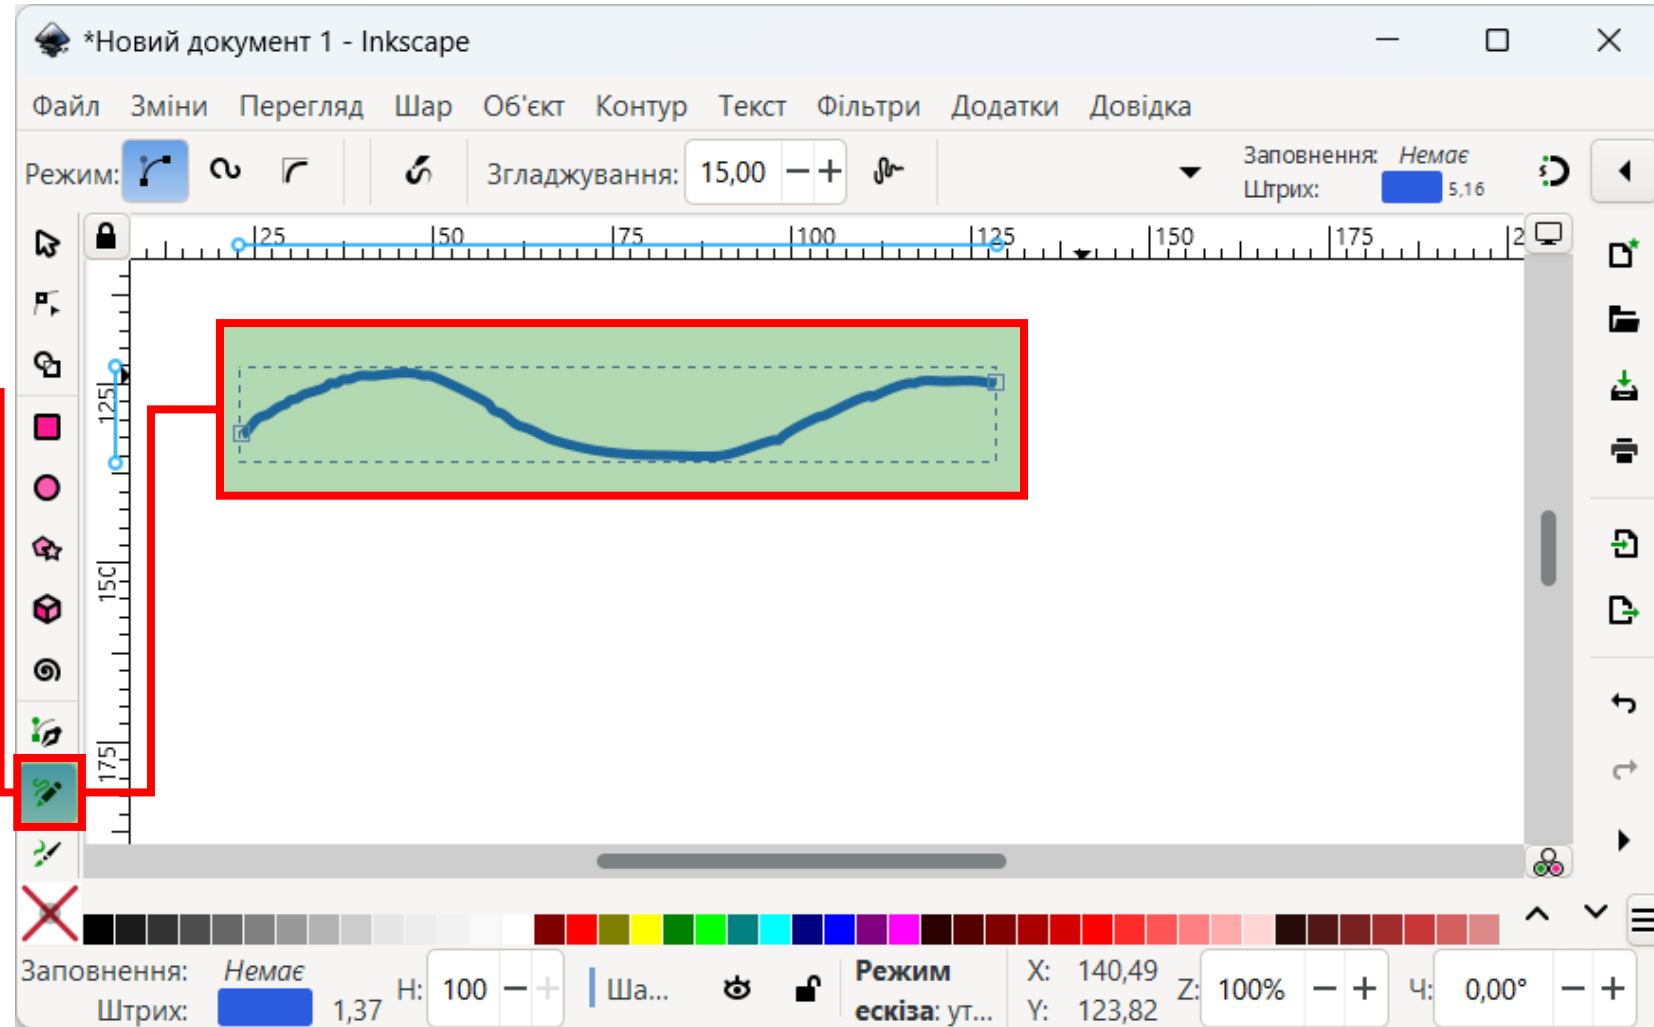 *Новий документ 1 - Inkscape
Файл Зміни Перегляд Шар Об'єкт Контур Текст Фільтри Додатки Довідка
Режим: Згладжування: 15,00 Заповнення: Немає
Штрих: 5,16
25 50 75 100 125 150 175 2
125
150
175
Заповнення: Немає
Штрих: 1,37
Н: 100 Ша... Режим
ескіза: ут...
X: 140,49
Y: 123,82
Z: 100% Ч: 0,00°